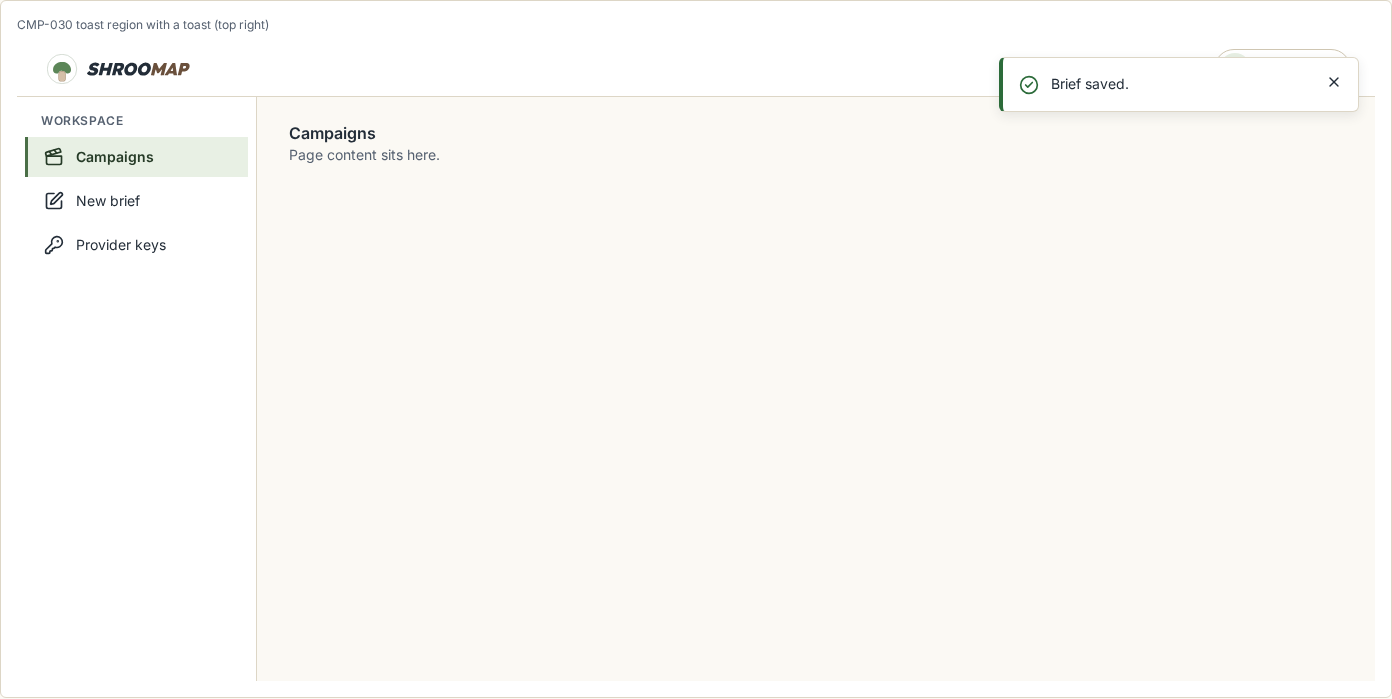 CMP-030 toast region with a toast (top right)
SHROOMAP
Brief saved.
WORKSPACE
Campaigns
New brief
Provider keys
Campaigns
Page content sits here.